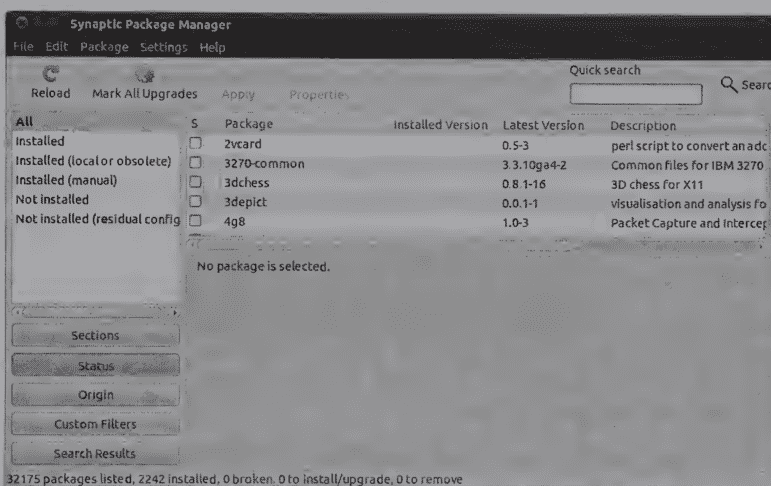 Synaptic Package Manager
File Edit Package Settings Help
Quick search
Reload Mark All Upgrades Apply Properties
Searc
All
Installed
Installed (local or obsolete)
Installed (manual)
Not installed
Not installed (residual config
S Package Installed Version Latest Version Description
2vcard 0.5-3 perl script to convert an adc
3270-common 3.3.10ga4-2 Common files for IBM 3270
3dchess 0.8.1-16 3D chess for X11
3depict 0.0.1-1 visualisation and analysis fo
4g8 1.0-3 Packet Capture and Intercep
No package is selected.
Sections
Status
Origin
Custom Filters
Search Results
32175 packages listed, 2242 installed, 0 broken. 0 to install/upgrade, 0 to remove